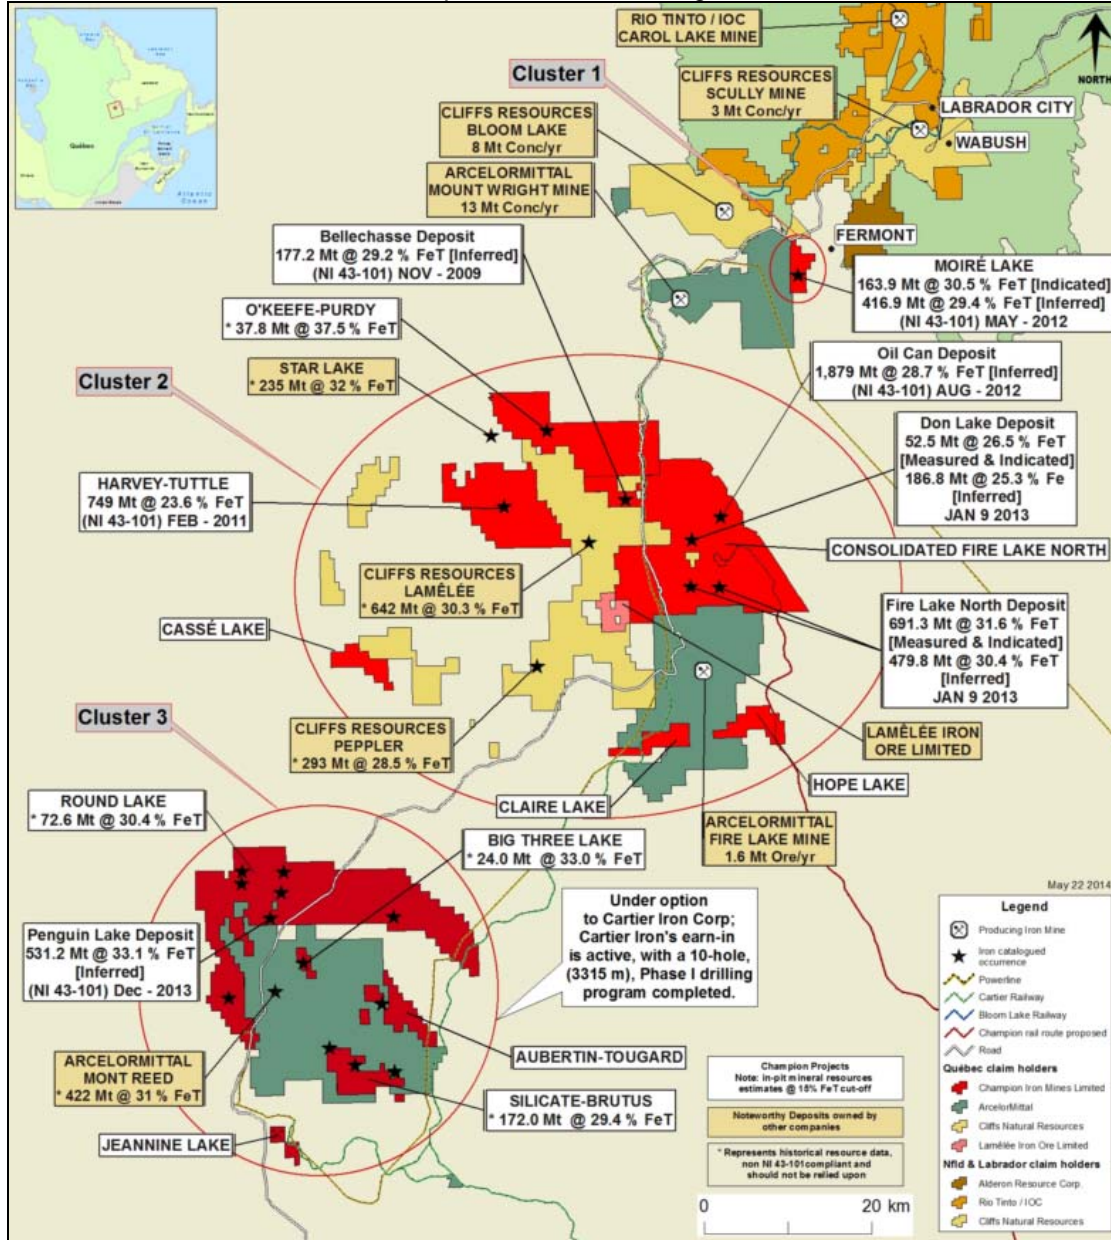 RIO TINTO / IOC
CAROL LAKE MINE
NORTH
Cluster 1
CLIFFS RESOURCES
SCULLY MINE
3 Mt Conc/yr
LABRADOR CITY
WABUSH
CLIFFS RESOURCES
BLOOM LAKE
8 Mt Conc/yr
ARCELORMITTAL
MOUNT WRIGHT MINE
13 Mt Conc/yr
FERMONT
Québec
Atlantic
Ocean
Bellechasse Deposit
177.2 Mt @ 29.2 % FeT [Inferred]
(NI 43-101) NOV - 2009
MOIRÉ LAKE
163.9 Mt @ 30.5 % FeT [Indicated]
416.9 Mt @ 29.4 % FeT [Inferred]
(NI 43-101) MAY - 2012
O'KEEFE-PURDY
* 37.8 Mt @ 37.5 % FeT
Oil Can Deposit
1,879 Mt @ 28.7 % FeT [Inferred]
(NI 43-101) AUG - 2012
Cluster 2
STAR LAKE
* 235 Mt @ 32 % FeT
Don Lake Deposit
52.5 Mt @ 26.5 % FeT
[Measured & Indicated]
186.8 Mt @ 25.3 % Fe
[Inferred]
JAN 9 2013
HARVEY-TUTTLE
749 Mt @ 23.6 % FeT
(NI 43-101) FEB - 2011
CONSOLIDATED FIRE LAKE NORTH
CLIFFS RESOURCES
LAMÊLÉE
* 642 Mt @ 30.3 % FeT
Fire Lake North Deposit
691.3 Mt @ 31.6 % FeT
[Measured & Indicated]
479.8 Mt @ 30.4 % FeT
[Inferred]
JAN 9 2013
CASSÉ LAKE
Cluster 3
CLIFFS RESOURCES
PEPPLER
* 293 Mt @ 28.5 % FeT
LAMÊLÉE IRON
ORE LIMITED
HOPE LAKE
CLAIRE LAKE
ARCELORMITTAL
FIRE LAKE MINE
1.6 Mt Ore/yr
ROUND LAKE
* 72.6 Mt @ 30.4 % FeT
BIG THREE LAKE
* 24.0 Mt @ 33.0 % FeT
Under option
to Cartier Iron Corp;
Cartier Iron's earn-in
is active, with a 10-hole,
(3315 m), Phase I drilling
program completed.
Penguin Lake Deposit
531.2 Mt @ 33.1 % FeT
[Inferred]
(NI 43-101) Dec - 2013
AUBERTIN-TOUGARD
ARCELORMITTAL
MONT REED
* 422 Mt @ 31 % FeT
SILICATE-BRUTUS
* 172.0 Mt @ 29.4 % FeT
JEANNINE LAKE
Champion Projects
Note: in-pit mineral resources
estimates @ 15% FeT cut-off
Noteworthy Deposits owned by
other companies
* Represents historical resource data,
non NI 43-101compliant and
should not be relied upon
0 20 km
May 22 2014
Legend
Producing Iron Mine
Iron catalogued
occurrence
Powerline
Cartier Railway
Bloom Lake Railway
Champion rail route proposed
Road
Québec claim holders
Champion Iron Mines Limited
ArcelorMittal
Cliffs Natural Resources
Lamêlée Iron Ore Limited
Nfld & Labrador claim holders
Alderon Resource Corp.
Rio Tinto / IOC
Cliffs Natural Resources